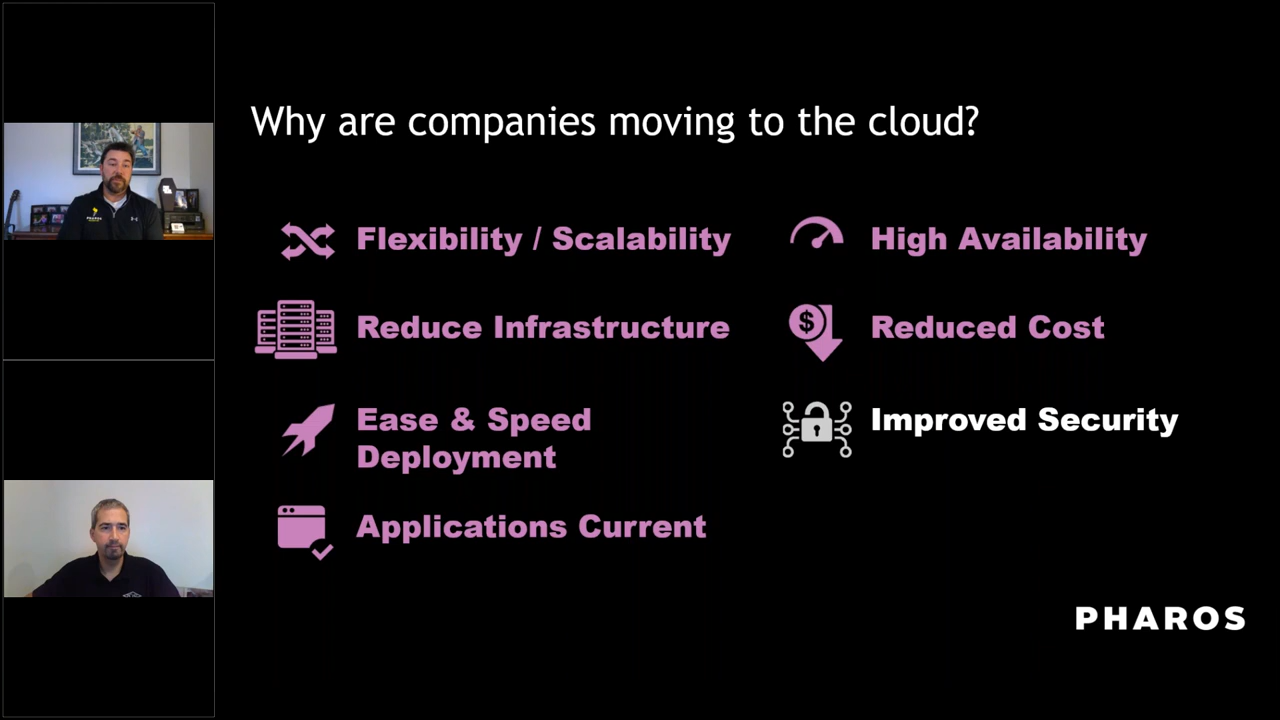 Why are companies moving to the cloud?
Flexibility / Scalability
High Availability
Reduce Infrastructure
$
Reduced Cost
Ease & Speed
Deployment
Improved Security
Applications Current
PHAROS
PHAROS